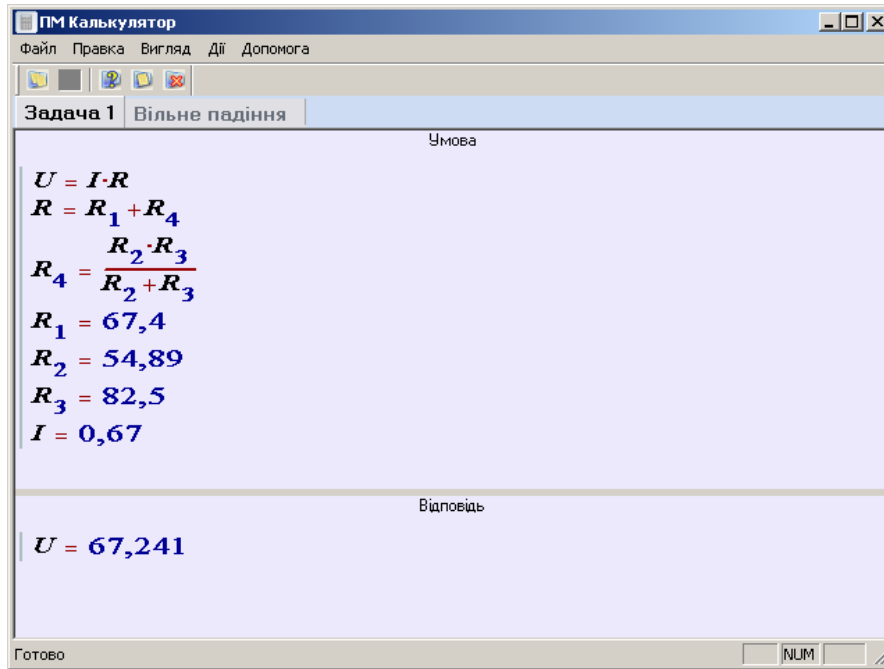 ПМ Калькулятор
Файл Правка Вигляд Дії Допомога
Задача 1 Вільне падіння
Умова
U = I·R
R = R₁+R₄
R₄ = R₂·R₃ / R₂+R₃
R₁ = 67,4
R₂ = 54,89
R₃ = 82,5
I = 0,67
Відповідь
U = 67,241
Готово NUM